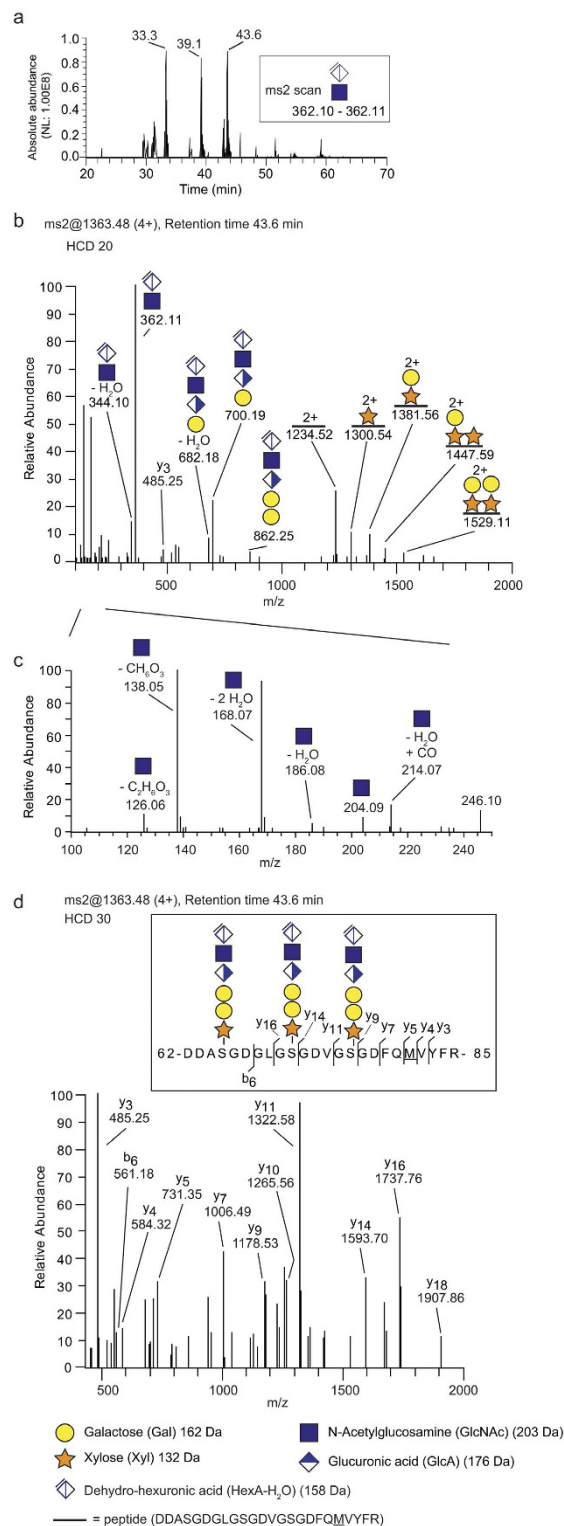 a
33.3
39.1
43.6
1.0
0.8
0.6
0.4
0.2
0.0
Absolute abundance
(NL: 1.00E8)
ms2 scan
362.10 - 362.11
20
30
40
50
60
70
Time (min)
b
ms2@1363.48 (4+), Retention time 43.6 min
HCD 20
100
90
80
70
60
50
40
30
20
10
0
Relative Abundance
362.11
- H2O
344.10
y3
485.25
- H2O
682.18
700.19
862.25
2+
1234.52
2+
1300.54
2+
1381.56
2+
1447.59
2+
1529.11
500
1000
1500
2000
m/z
c
100
80
60
40
20
0
Relative Abundance
- CH6O3
138.05
- C2H6O3
126.06
- 2 H2O
168.07
- H2O
186.08
204.09
- H2O
+ CO
214.07
246.10
100
120
140
160
180
200
220
240
m/z
d
ms2@1363.48 (4+), Retention time 43.6 min
HCD 30
y16
y14
y11
y9
y7
y5
y4
y3
62-DDASGDGLGSGDVGSGDFQMVYFR- 85
b6
100
90
80
70
60
50
40
30
20
10
0
Relative Abundance
y3
485.25
b6
561.18
y4
584.32
y5
731.35
y7
1006.49
y9
1178.53
y10
1265.56
y11
1322.58
y14
1593.70
y16
1737.76
y18
1907.86
500
1000
1500
2000
m/z
Galactose (Gal) 162 Da
N-Acetylglucosamine (GlcNAc) (203 Da)
Xylose (Xyl) 132 Da
Glucuronic acid (GlcA) (176 Da)
Dehydro-hexuronic acid (HexA-H2O) (158 Da)
= peptide (DDASGDGLGSGDVGSGDFQMVYFR)